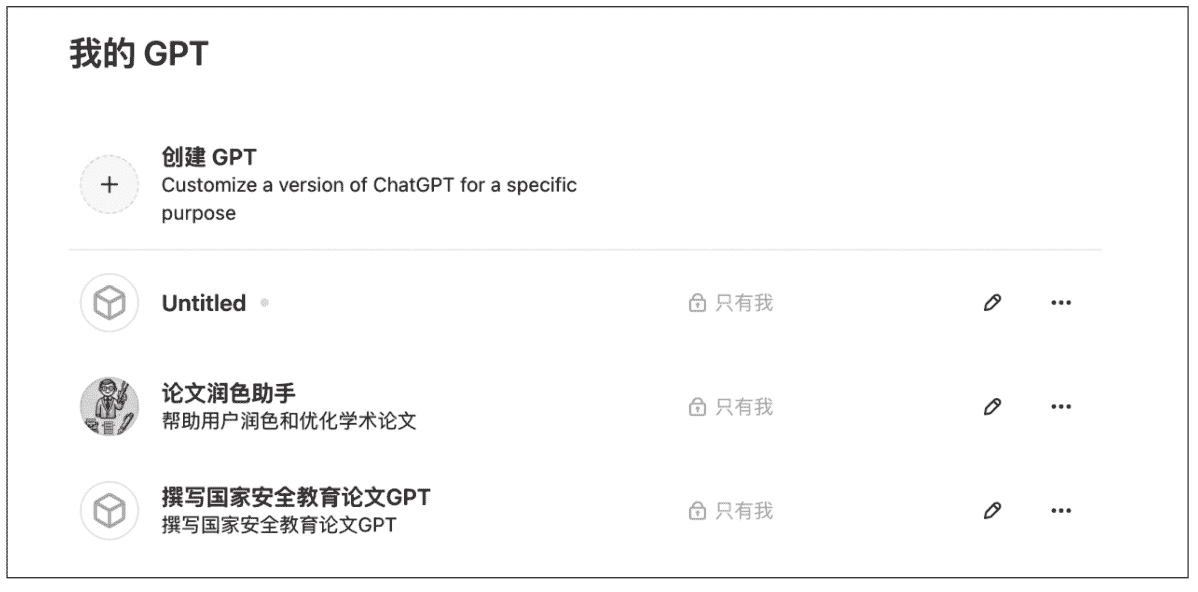 我的 GPT
创建 GPT
Customize a version of ChatGPT for a specific
purpose
Untitled
只有我
论文润色助手
帮助用户润色和优化学术论文
只有我
撰写国家安全教育论文GPT
撰写国家安全教育论文GPT
只有我